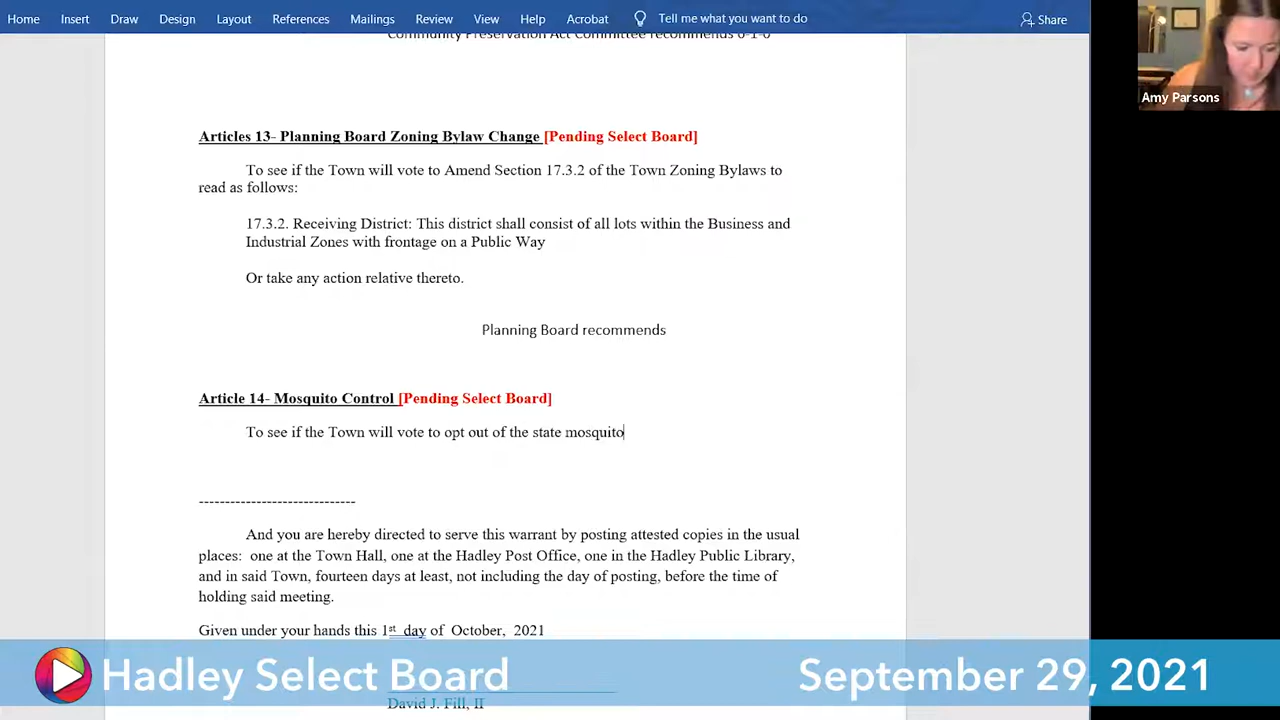 Home Insert Draw Design Layout References Mailings Review View Help Acrobat Tell me what you want to do Share
Community Preservation Act Committee recommends 6-1-0
Amy Parsons
Articles 13- Planning Board Zoning Bylaw Change [Pending Select Board]
To see if the Town will vote to Amend Section 17.3.2 of the Town Zoning Bylaws to
read as follows:
17.3.2. Receiving District: This district shall consist of all lots within the Business and
Industrial Zones with frontage on a Public Way
Or take any action relative thereto.
Planning Board recommends
Article 14- Mosquito Control [Pending Select Board]
To see if the Town will vote to opt out of the state mosquito
------------------------------
And you are hereby directed to serve this warrant by posting attested copies in the usual
places: one at the Town Hall, one at the Hadley Post Office, one in the Hadley Public Library,
and in said Town, fourteen days at least, not including the day of posting, before the time of
holding said meeting.
Given under your hands this 1st day of October, 2021
Hadley Select Board September 29, 2021
David J. Fill, II